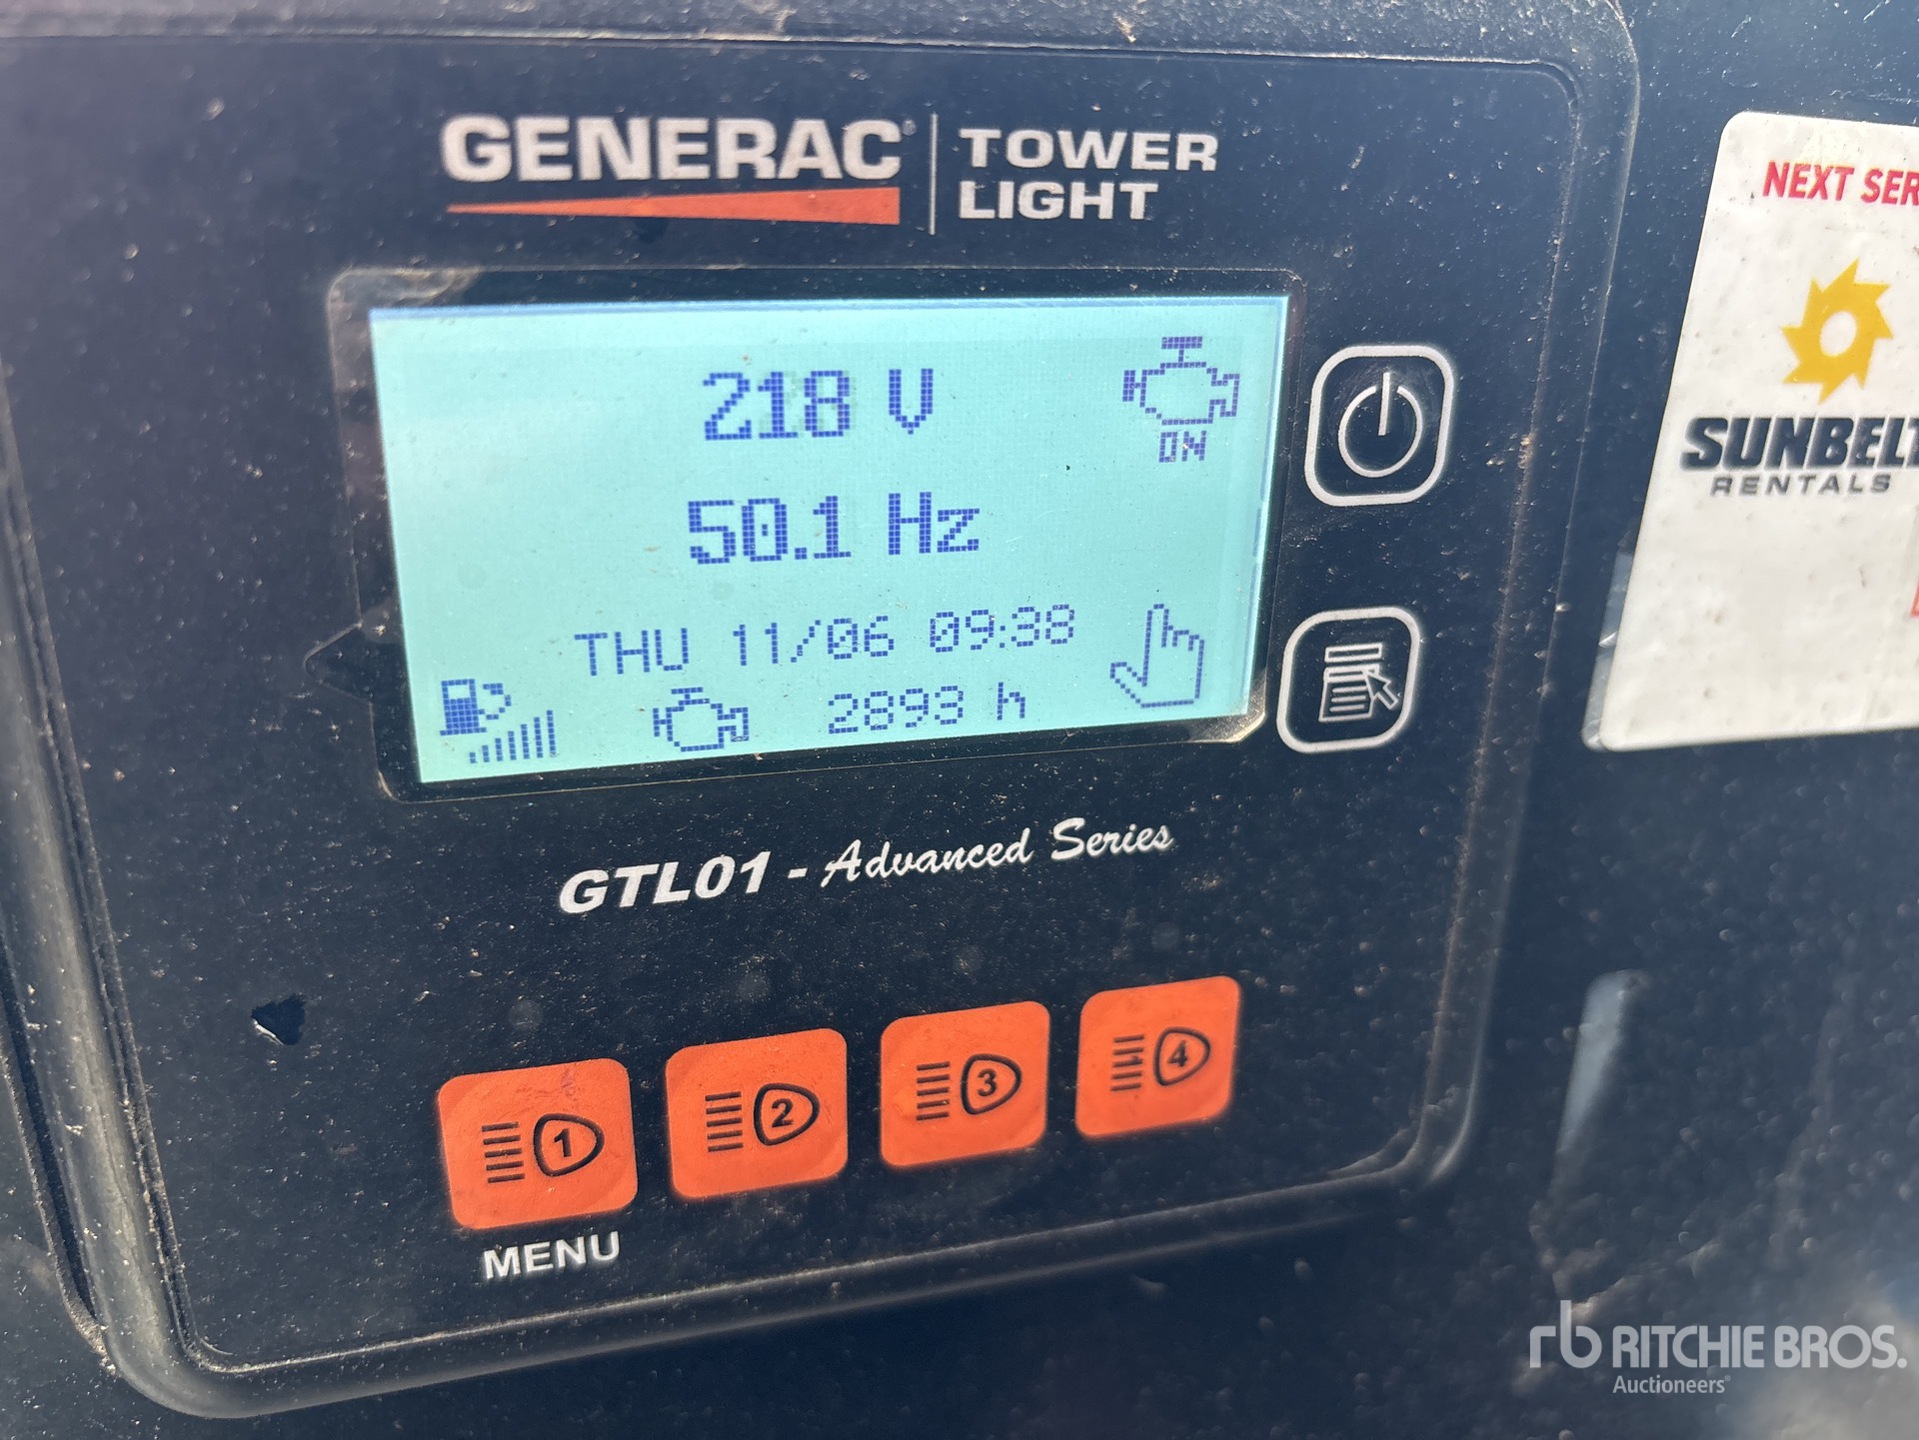 GENERAC
TOWER
LIGHT
218 V
ON
50.1 Hz
THU 11/06 09:38
2893 h
GTL01 - Advanced Series
1
2
3
4
MENU
NEXT SER
SUNBELT
RENTALS
rb RITCHIE BROS.
Auctioneers